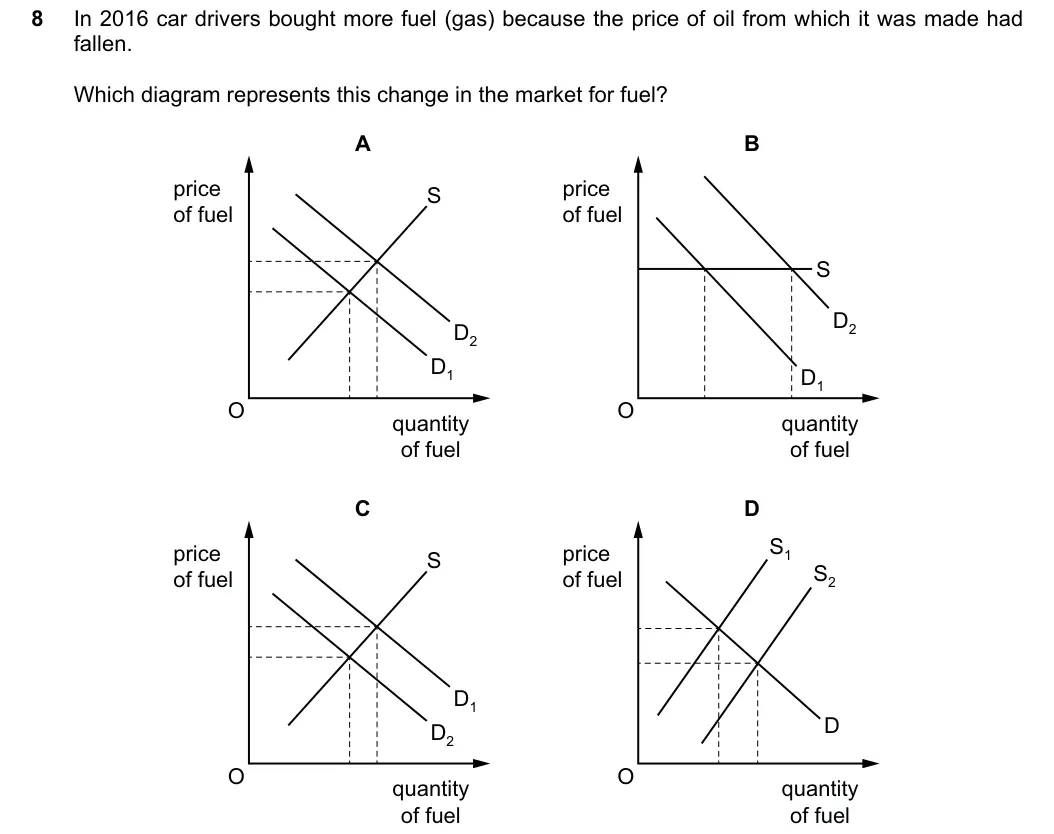 8 In 2016 car drivers bought more fuel (gas) because the price of oil from which it was made had
fallen.
Which diagram represents this change in the market for fuel?
A
price
of fuel
S
D2
D1
O
quantity
of fuel
B
price
of fuel
S
D2
D1
O
quantity
of fuel
C
price
of fuel
S
D1
D2
O
quantity
of fuel
D
price
of fuel
S1
S2
D
O
quantity
of fuel